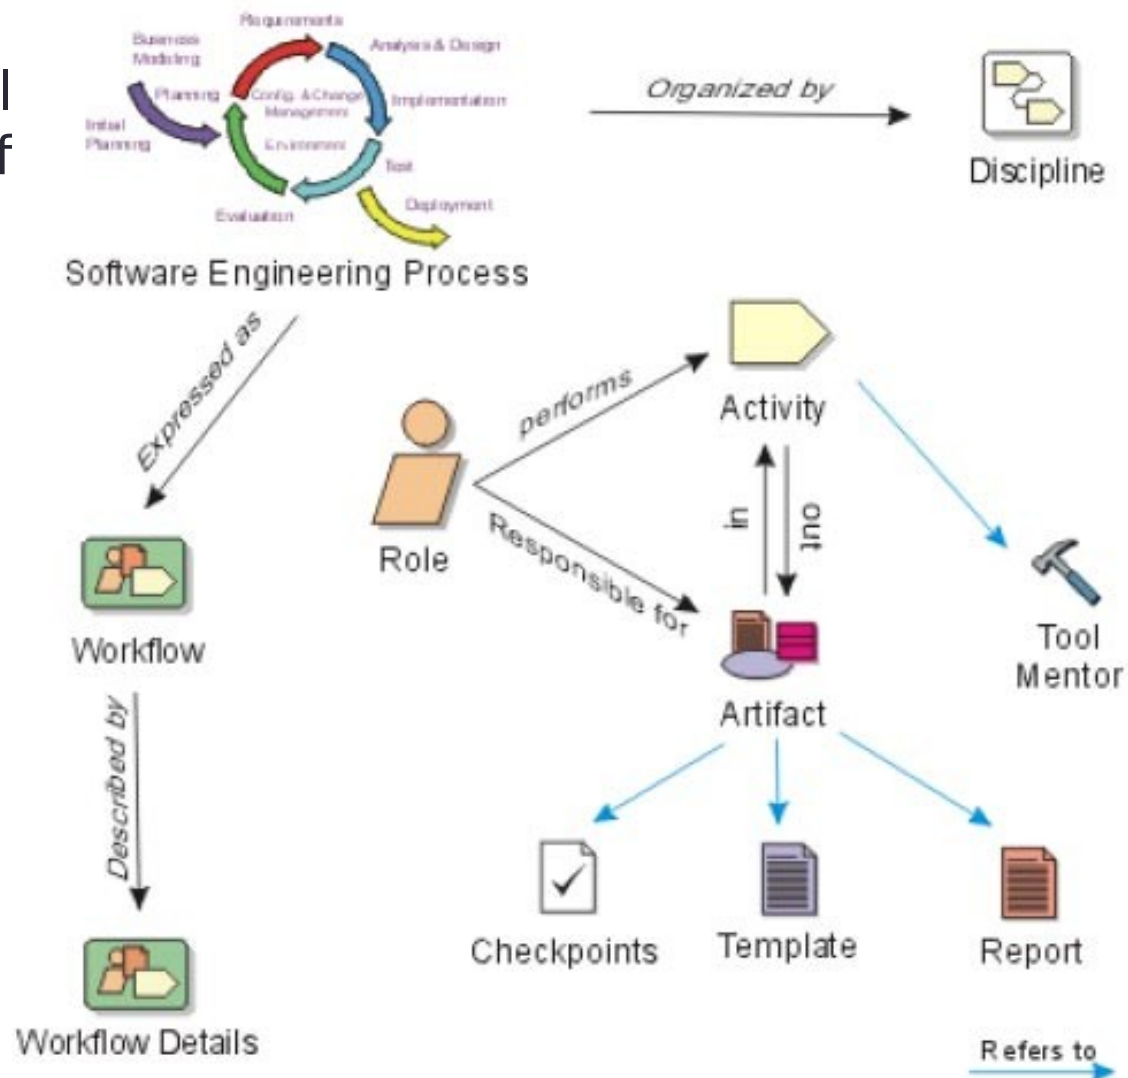 Requirements
Business
Modeling
Analysis & Design
l
Planning
Config. & Change
Management
Implementation
Initial
Planning
Environment
f
Test
Evaluation
Deployment
Software Engineering Process
Organized by
Discipline
Expressed as
performs
Activity
Role
Responsible for
in
out
Workflow
Tool
Mentor
Artifact
Described by
Checkpoints
Template
Report
Workflow Details
Refers to